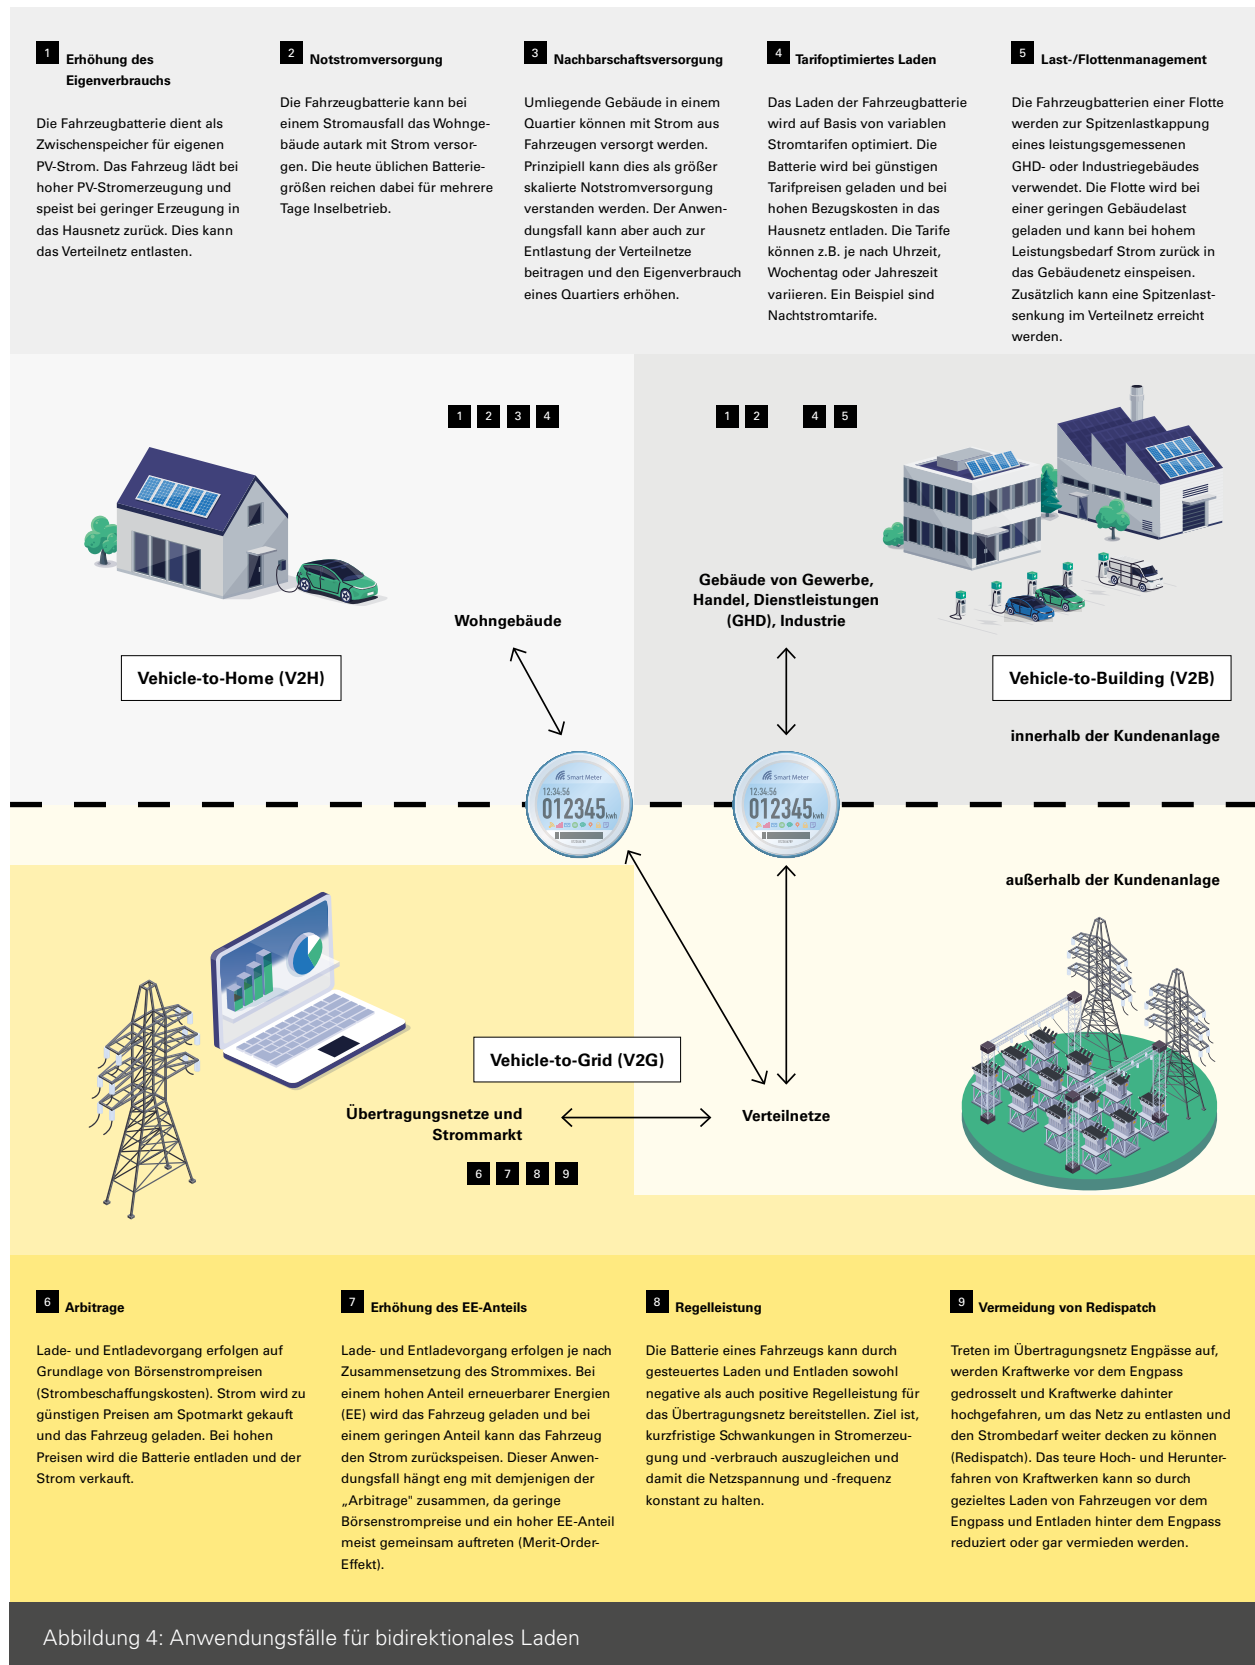 1 Erhöhung des
Eigenverbrauchs
Die Fahrzeugbatterie dient als
Zwischenspeicher für eigenen
PV-Strom. Das Fahrzeug lädt bei
hoher PV-Stromerzeugung und
speist bei geringer Erzeugung in
das Hausnetz zurück. Dies kann
das Verteilnetz entlasten.
2 Notstromversorgung
Die Fahrzeugbatterie kann bei
einem Stromausfall das Wohnge-
bäude autark mit Strom versor-
gen. Die heute üblichen Batterie-
größen reichen dabei für mehrere
Tage Inselbetrieb.
3 Nachbarschaftsversorgung
Umliegende Gebäude in einem
Quartier können mit Strom aus
Fahrzeugen versorgt werden.
Prinzipiell kann dies als größer
skalierte Notstromversorgung
verstanden werden. Der Anwen-
dungsfall kann aber auch zur
Entlastung der Verteilnetze
beitragen und den Eigenverbrauch
eines Quartiers erhöhen.
4 Tarifoptimiertes Laden
Das Laden der Fahrzeugbatterie
wird auf Basis von variablen
Stromtarifen optimiert. Die
Batterie wird bei günstigen
Tarifpreisen geladen und bei
hohen Bezugskosten in das
Hausnetz entladen. Die Tarife
können z.B. je nach Uhrzeit,
Wochentag oder Jahreszeit
variieren. Ein Beispiel sind
Nachtstromtarife.
5 Last-/Flottenmanagement
Die Fahrzeugbatterien einer Flotte
werden zur Spitzenlastkappung
eines leistungsgemessenen
GHD- oder Industriegebäudes
verwendet. Die Flotte wird bei
einer geringen Gebäudelast
geladen und kann bei hohem
Leistungsbedarf Strom zurück in
das Gebäudenetz einspeisen.
Zusätzlich kann eine Spitzenlast-
senkung im Verteilnetz erreicht
werden.
1 2 3 4
Wohngebäude
Vehicle-to-Home (V2H)
1 2 4 5
Gebäude von Gewerbe,
Handel, Dienstleistungen
(GHD), Industrie
Vehicle-to-Building (V2B)
innerhalb der Kundenanlage
Smart Meter
12:34:56
012345 kwh
Smart Meter
12:34:56
012345 kwh
außerhalb der Kundenanlage
Vehicle-to-Grid (V2G)
Übertragungsnetze und
Strommarkt
Verteilnetze
6 7 8 9
6 Arbitrage
Lade- und Entladevorgang erfolgen auf
Grundlage von Börsenstrompreisen
(Strombeschaffungskosten). Strom wird zu
günstigen Preisen am Spotmarkt gekauft
und das Fahrzeug geladen. Bei hohen
Preisen wird die Batterie entladen und der
Strom verkauft.
7 Erhöhung des EE-Anteils
Lade- und Entladevorgang erfolgen je nach
Zusammensetzung des Strommixes. Bei
einem hohen Anteil erneuerbarer Energien
(EE) wird das Fahrzeug geladen und bei
einem geringen Anteil kann das Fahrzeug
den Strom zurückspeisen. Dieser Anwen-
dungsfall hängt eng mit demjenigen der
„Arbitrage" zusammen, da geringe
Börsenstrompreise und ein hoher EE-Anteil
meist gemeinsam auftreten (Merit-Order-
Effekt).
8 Regelleistung
Die Batterie eines Fahrzeugs kann durch
gesteuertes Laden und Entladen sowohl
negative als auch positive Regelleistung für
das Übertragungsnetz bereitstellen. Ziel ist,
kurzfristige Schwankungen in Stromerzeu-
gung und -verbrauch auszugleichen und
damit die Netzspannung und -frequenz
konstant zu halten.
9 Vermeidung von Redispatch
Treten im Übertragungsnetz Engpässe auf,
werden Kraftwerke vor dem Engpass
gedrosselt und Kraftwerke dahinter
hochgefahren, um das Netz zu entlasten und
den Strombedarf weiter decken zu können
(Redispatch). Das teure Hoch- und Herunter-
fahren von Kraftwerken kann so durch
gezieltes Laden von Fahrzeugen vor dem
Engpass und Entladen hinter dem Engpass
reduziert oder gar vermieden werden.
Abbildung 4: Anwendungsfälle für bidirektionales Laden